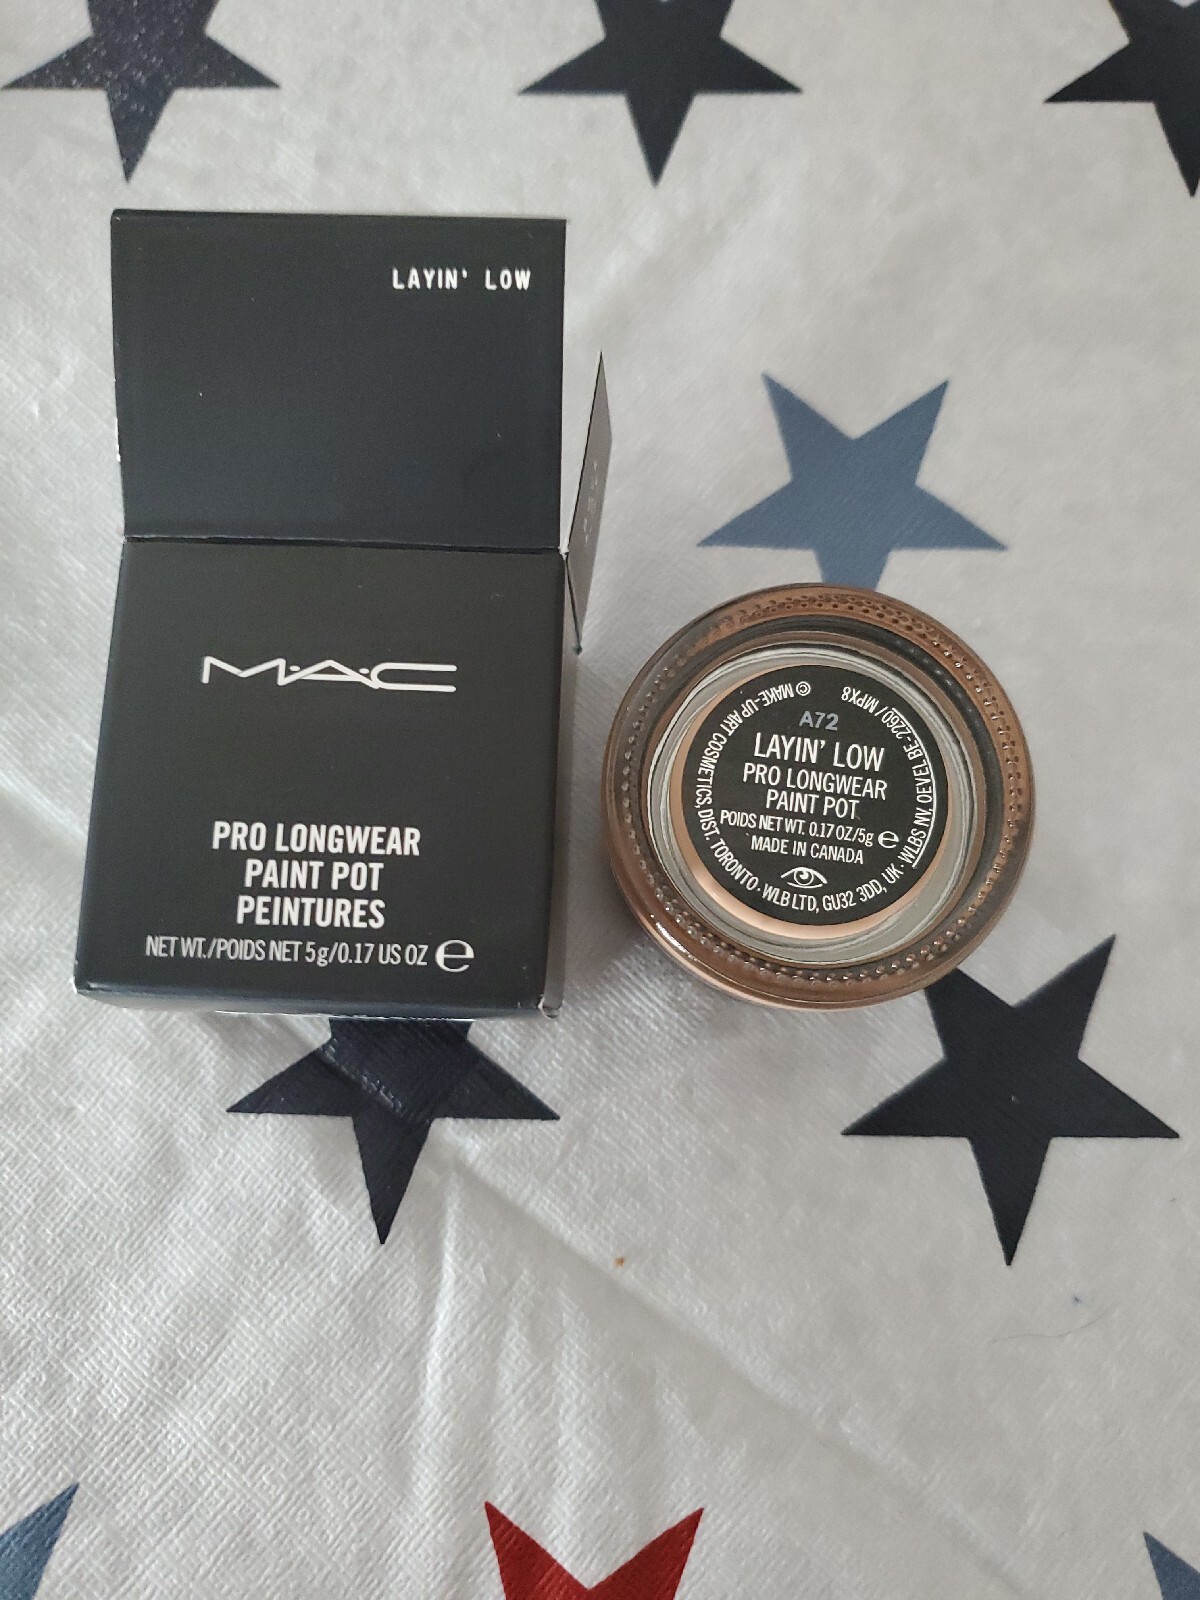 LAYIN' LOW
M·A·C
PRO LONGWEAR
PAINT POT
PEINTURES
NET WT./POIDS NET 5g/0.17 US OZ ℮
A72
LAYIN' LOW
PRO LONGWEAR
PAINT POT
POIDS NET WT. 0.17 OZ/5g ℮
MADE IN CANADA
© MAKE-UP ART COSMETICS, DIST. TORONTO · WLB LTD, GU32 3DD, UK · WLBS NV, OEVEL BE-2260 / MPX8